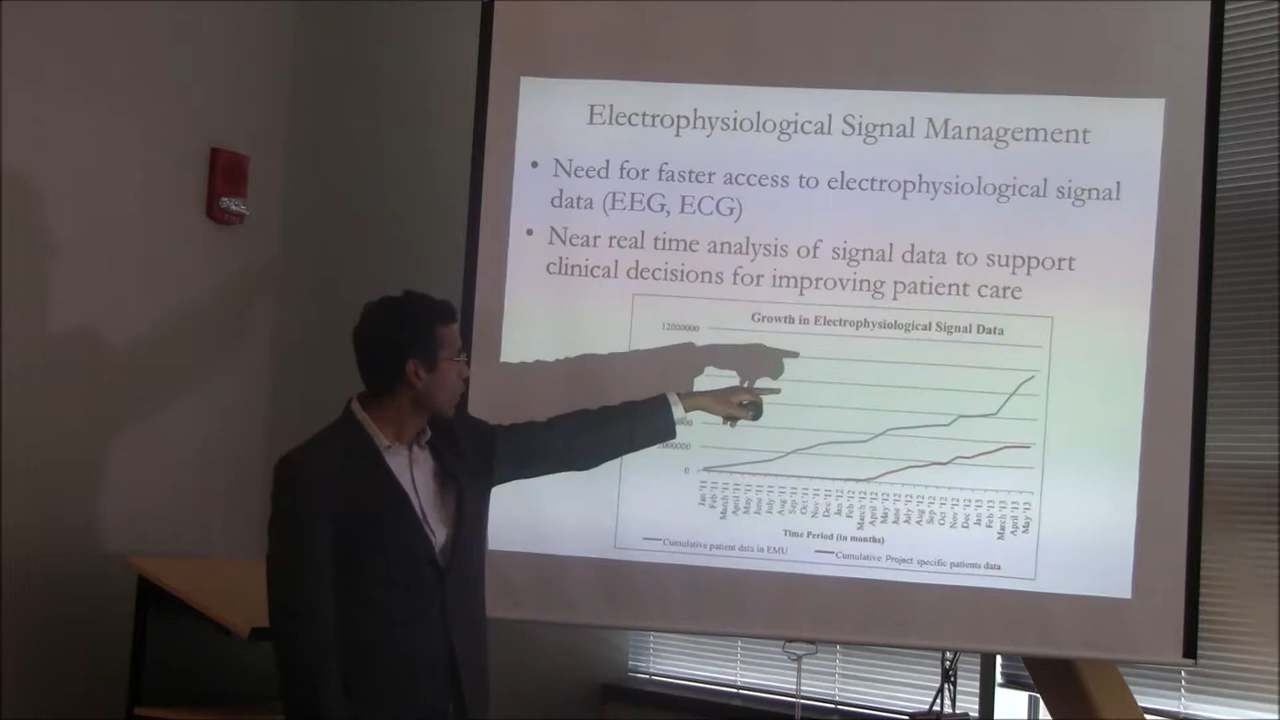 Electrophysiological Signal Management
• Need for faster access to electrophysiological signal
data (EEG, ECG)
• Near real time analysis of signal data to support
clinical decisions for improving patient care
Growth in Electrophysiological Signal Data
12000000
0
Jan '11
Feb '11
March '11
April '11
May '11
June '11
July '11
Aug '11
Sep '11
Oct '11
Nov '11
Dec '11
Jan '12
Feb '12
March '12
April '12
May '12
June '12
July '12
Aug '12
Sep '12
Oct '12
Nov '12
Dec '12
Jan '13
Feb '13
March '13
April '13
May '13
Time Period (in months)
Cumulative patient data in EMU
Cumulative Project specific patients data